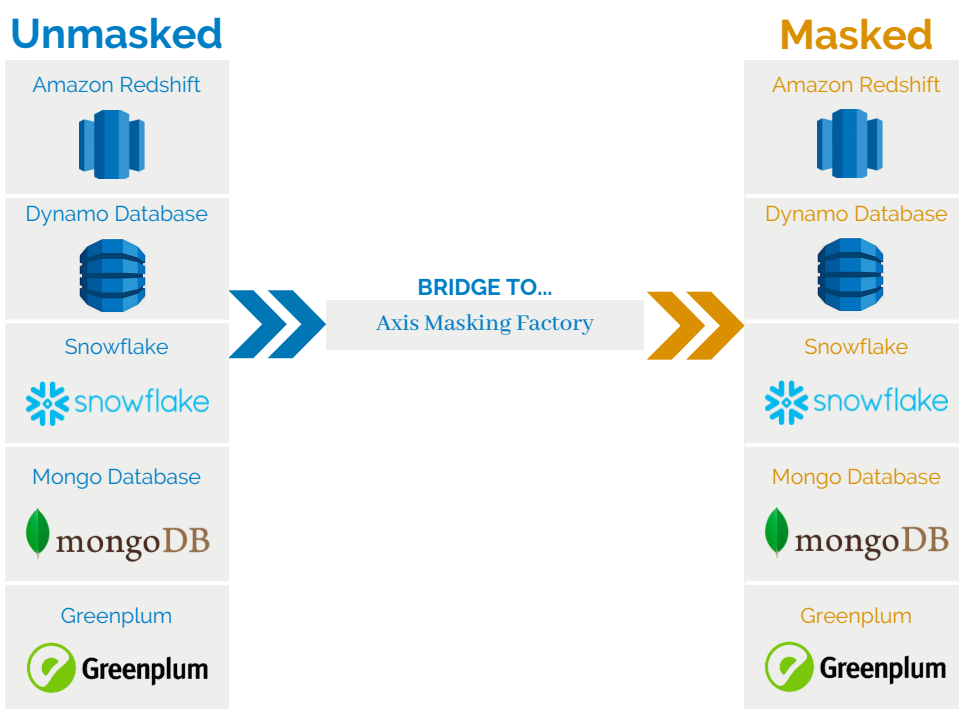 Unmasked
Amazon Redshift
Dynamo Database
Snowflake
snowflake
Mongo Database
mongoDB
Greenplum
Greenplum
BRIDGE TO...
Axis Masking Factory
Masked
Amazon Redshift
Dynamo Database
Snowflake
snowflake
Mongo Database
mongoDB
Greenplum
Greenplum